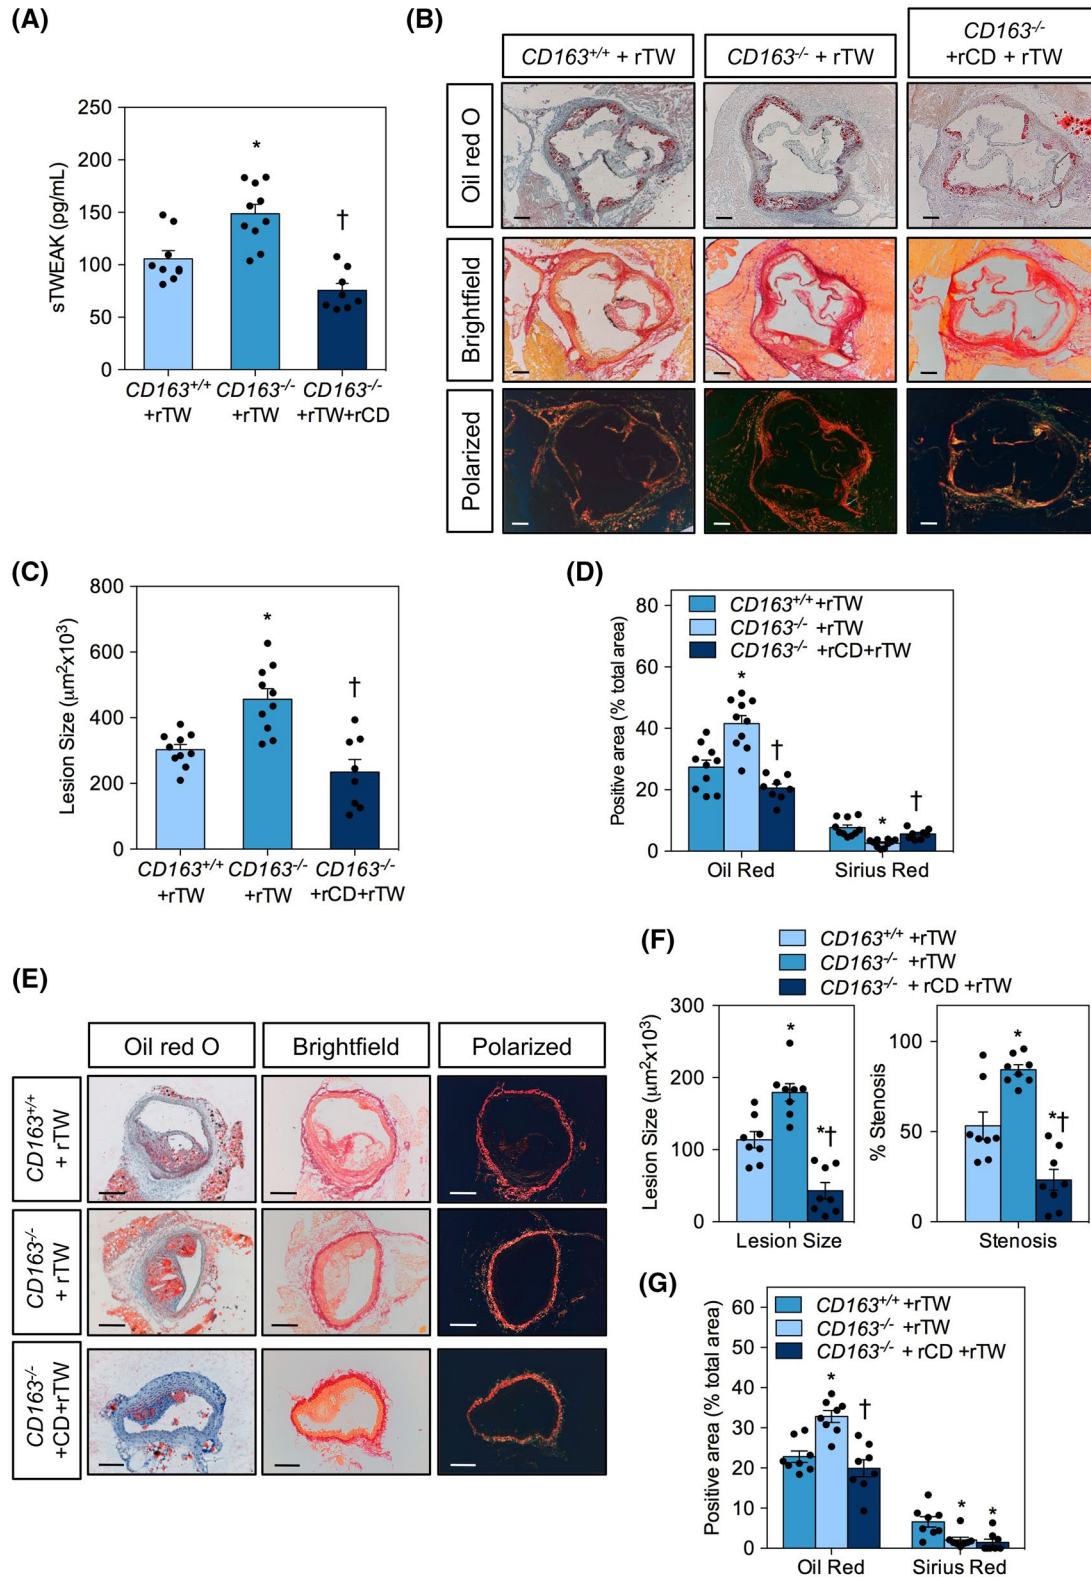 (A)
250
200
150
100
50
0
sTWEAK (pg/mL)
*
†
CD163+/+
+rTW
CD163-/-
+rTW
CD163-/-
+rTW+rCD
(B)
CD163+/+ + rTW
CD163-/- + rTW
CD163-/-
+rCD + rTW
Oil red O
Brightfield
Polarized
(C)
800
600
400
200
0
Lesion Size (µm²x10³)
*
†
CD163+/+
+rTW
CD163-/-
+rTW
CD163-/-
+rCD+rTW
(D)
CD163+/+ +rTW
CD163-/- +rTW
CD163-/- +rCD+rTW
80
60
40
20
0
Positive area (% total area)
*
†
*
†
Oil Red
Sirius Red
(E)
Oil red O
Brightfield
Polarized
CD163+/+
+ rTW
CD163-/-
+ rTW
CD163-/-
+CD+rTW
(F)
CD163+/+ +rTW
CD163-/- +rTW
CD163-/- + rCD +rTW
300
200
100
0
Lesion Size (µm²x10³)
*
*†
Lesion Size
100
50
0
% Stenosis
*
*†
Stenosis
(G)
CD163+/+ +rTW
CD163-/- +rTW
CD163-/- + rCD +rTW
60
50
40
30
20
10
0
Positive area (% total area)
*
†
*
*
Oil Red
Sirius Red